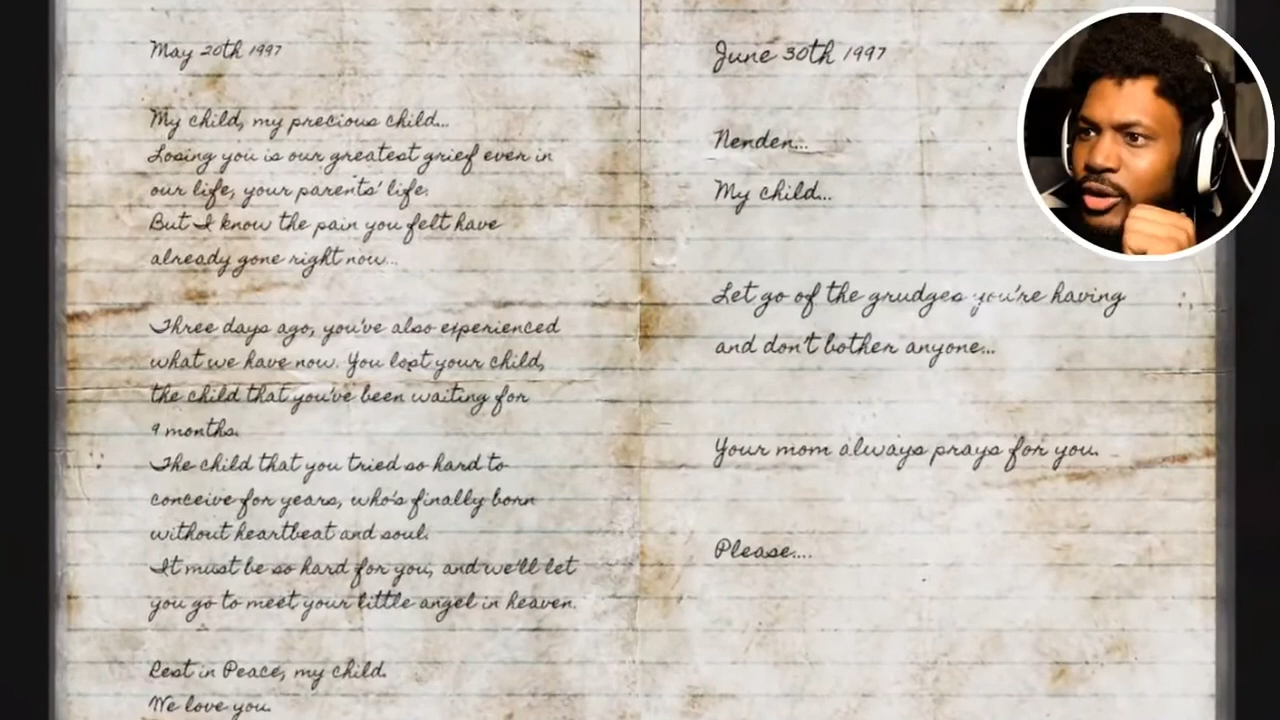 May 20th 1997
My child, my precious child...
Losing you is our greatest grief ever in
our life, your parents' life.
But I know the pain you felt have
already gone right now...
Three days ago, you've also experienced
what we have now. You lost your child,
the child that you've been waiting for
9 months.
The child that you tried so hard to
conceive for years, who's finally born
without heartbeat and soul.
It must be so hard for you, and we'll let
you go to meet your little angel in heaven.
Rest in Peace, my child.
We love you.
June 30th 1997
Nenden...
My child...
Let go of the grudges you're having
and don't bother anyone...
Your mom always prays for you.
Please....